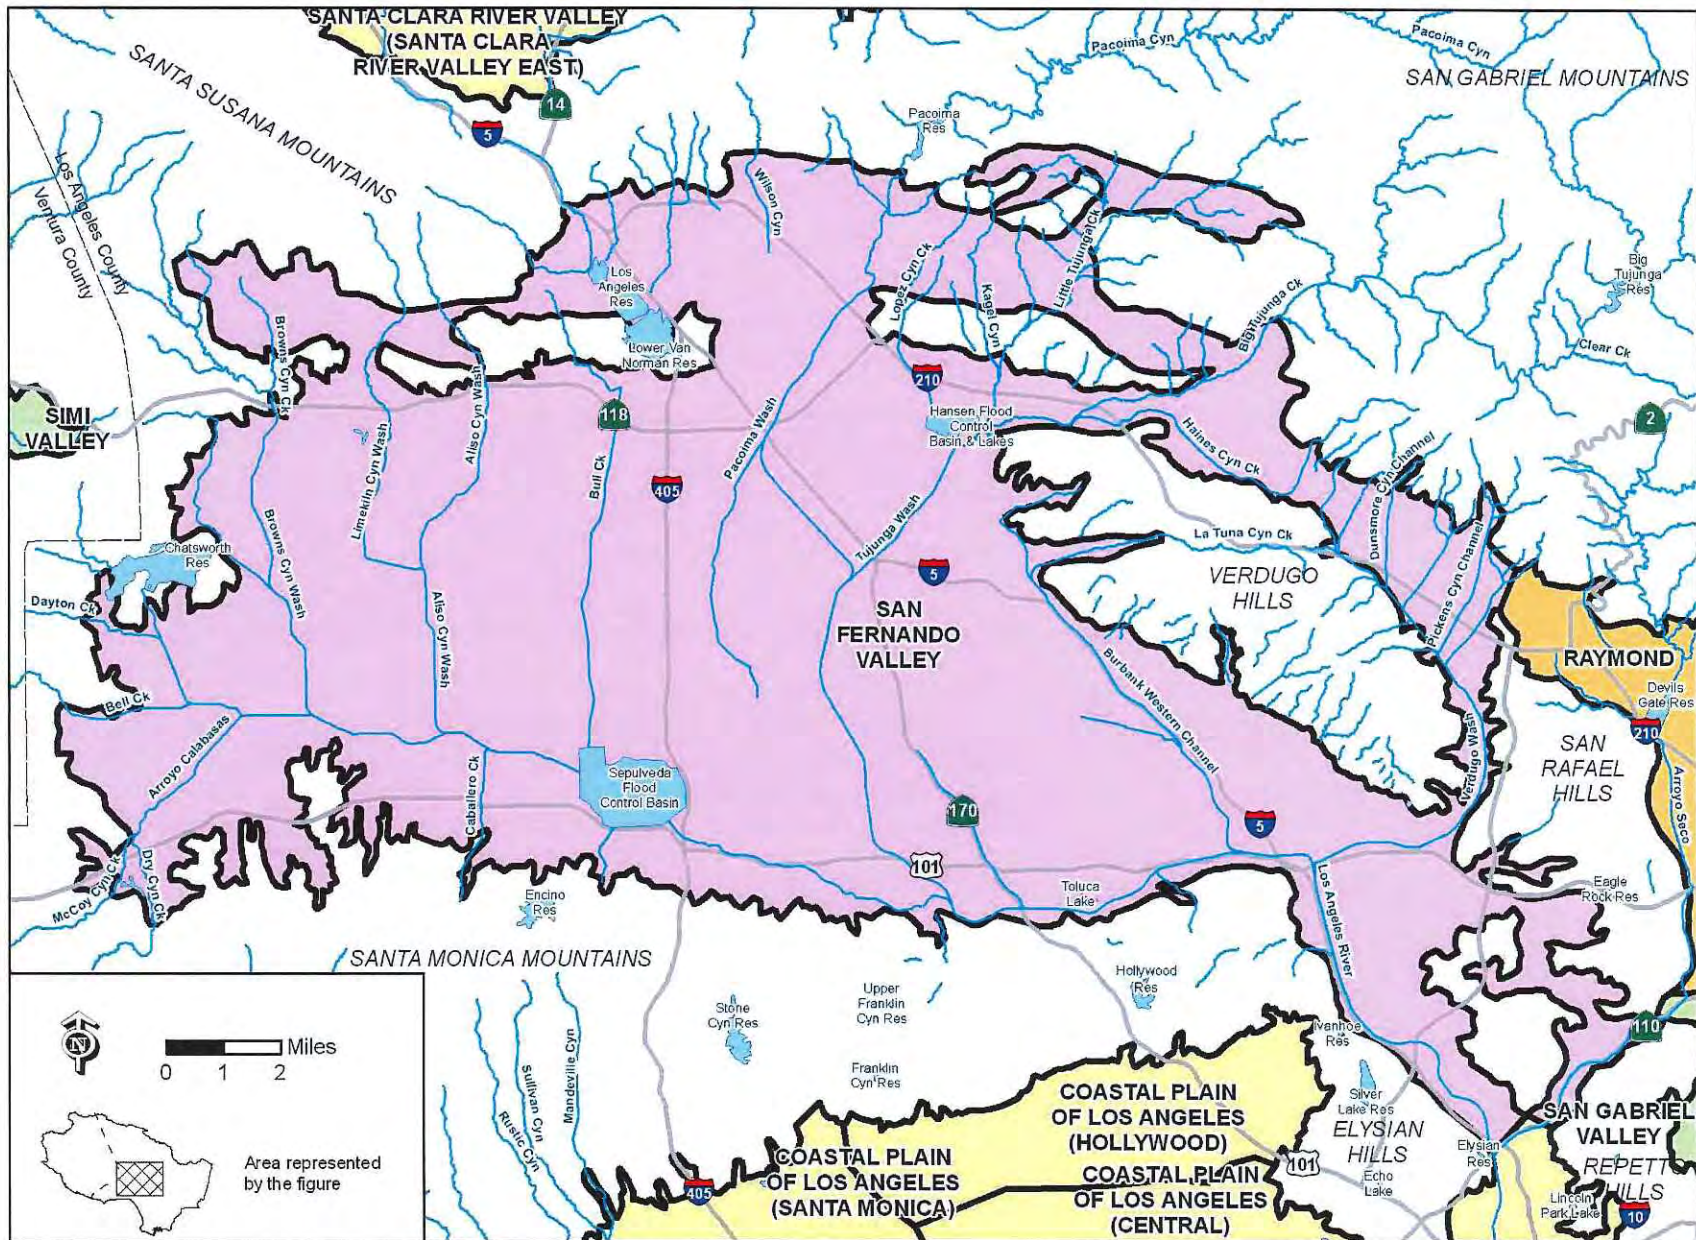 SANTA CLARA RIVER VALLEY
(SANTA CLARA
RIVER VALLEY EAST)
14
5
SANTA SUSANA MOUNTAINS
Los Angeles County
Ventura County
Pacoima Cyn
Pacoima Cyn
SAN GABRIEL MOUNTAINS
Pacoima
Res
Wilson Cyn
Los
Angeles
Res
Lower Van
Norman Res
Lopez Cyn Ck
Kagel Cyn
Little Tujunga Ck
Big Tujunga Ck
Big
Tujunga
Res
Clear Ck
2
Browns Cyn Ck
SIMI
VALLEY
118
210
Hansen Flood
Control
Basin & Lakes
Limekiln Cyn Wash
Aliso Cyn Wash
Bull Ck
405
Pacoima Wash
Tujunga Wash
Haines Cyn Ck
Dunsmore Cyn Channel
Pickens Cyn Channel
La Tuna Cyn Ck
VERDUGO
HILLS
Chatsworth
Res
Browns Cyn Wash
Dayton Ck
Aliso Cyn Wash
5
SAN
FERNANDO
VALLEY
RAYMOND
Devils
Gate Res
210
Bell Ck
Arroyo Calabasas
Burbank Western Channel
Verdugo Wash
SAN
RAFAEL
HILLS
Arroyo Seco
Caballero Ck
Sepulveda
Flood
Control Basin
170
5
101
McCoy Cyn Ck
Dry Cyn Ck
Encino
Res
Toluca
Lake
Los Angeles River
Eagle
Rock Res
SANTA MONICA MOUNTAINS
Stone
Cyn Res
Upper
Franklin
Cyn Res
Franklin
Cyn Res
Hollywood
Res
Ivanhoe
Res
110
Silver
Lake Res
ELYSIAN
HILLS
Elysian
Res
SAN GABRIEL
VALLEY
REPETTO
HILLS
Rustic Cyn
Sullivan Cyn
Mandeville Cyn
COASTAL PLAIN
OF LOS ANGELES
(HOLLYWOOD)
COASTAL PLAIN
OF LOS ANGELES
(SANTA MONICA)
COASTAL PLAIN
OF LOS ANGELES
(CENTRAL)
405
101
Echo
Lake
Lincoln
Park Lake
10
N
Miles
0 1 2
Area represented
by the figure